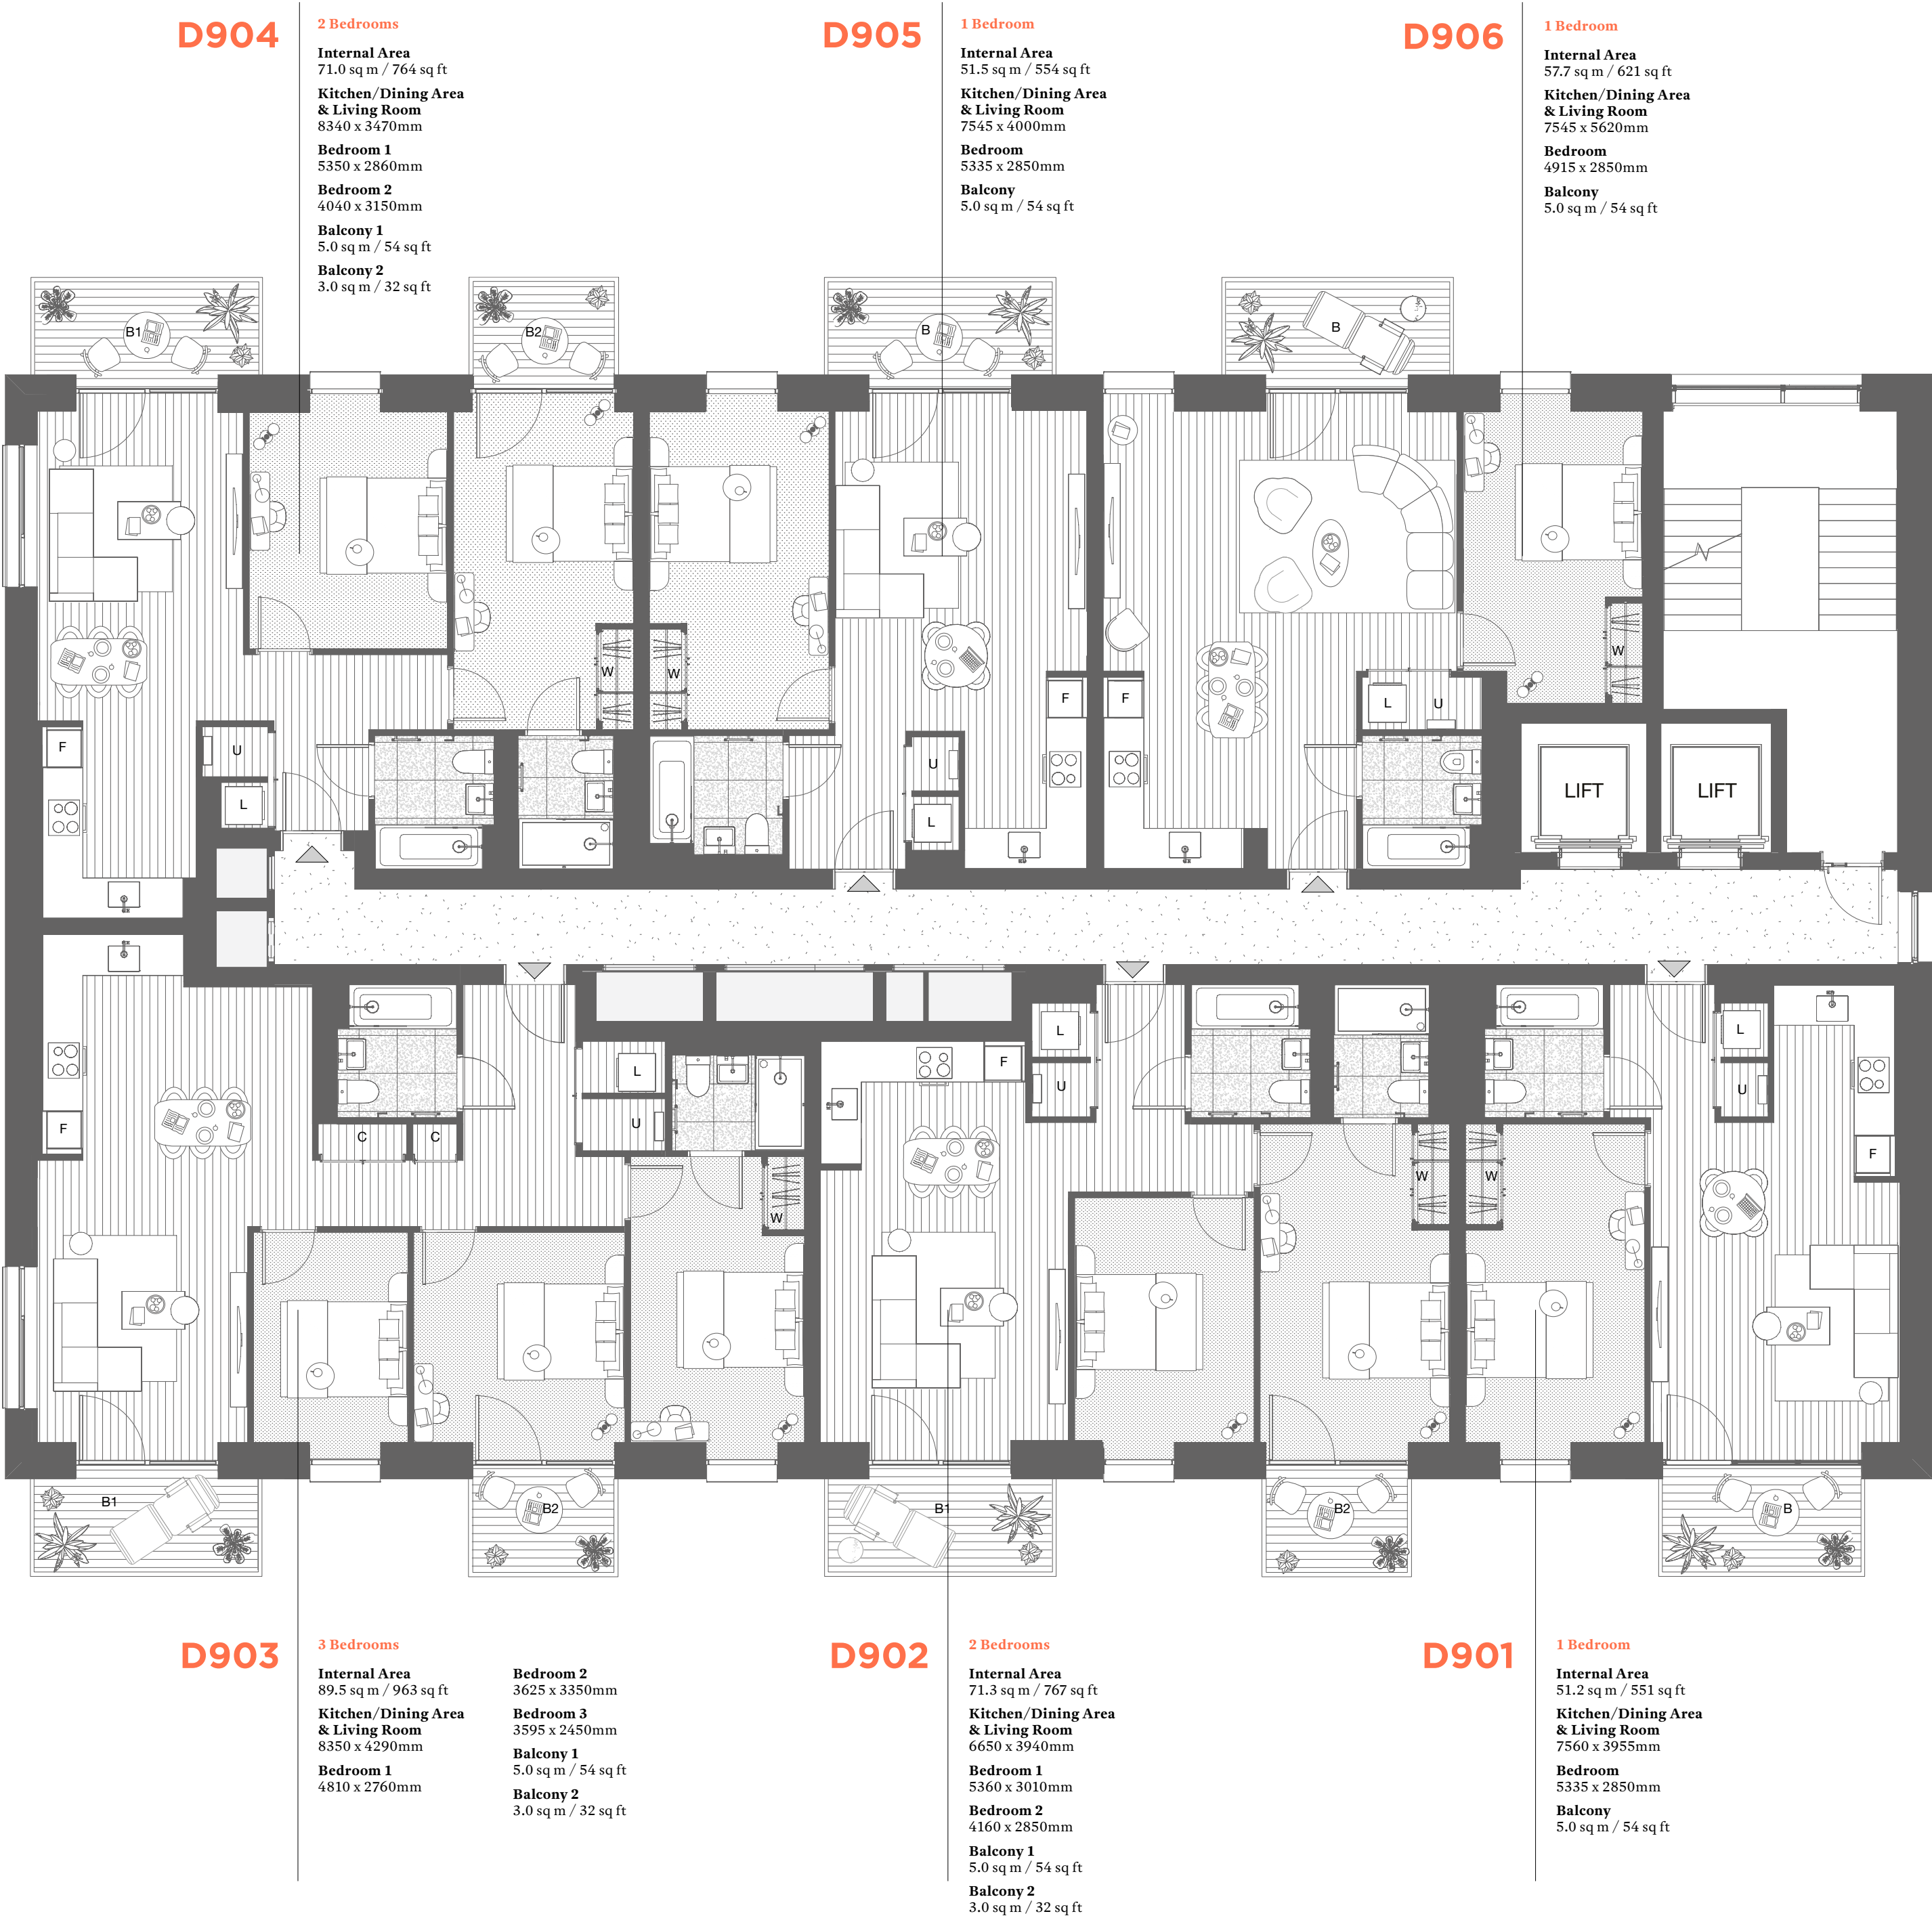 D904
2 Bedrooms
Internal Area
71.0 sq m / 764 sq ft
Kitchen/Dining Area
& Living Room
8340 x 3470mm
Bedroom 1
5350 x 2860mm
Bedroom 2
4040 x 3150mm
Balcony 1
5.0 sq m / 54 sq ft
Balcony 2
3.0 sq m / 32 sq ft
D905
1 Bedroom
Internal Area
51.5 sq m / 554 sq ft
Kitchen/Dining Area
& Living Room
7545 x 4000mm
Bedroom
5335 x 2850mm
Balcony
5.0 sq m / 54 sq ft
D906
1 Bedroom
Internal Area
57.7 sq m / 621 sq ft
Kitchen/Dining Area
& Living Room
7545 x 5620mm
Bedroom
4915 x 2850mm
Balcony
5.0 sq m / 54 sq ft
B1
B2
B
B
W
W
W
F
U
L
F
F
U
L
L
U
LIFT
LIFT
F
C
C
L
U
W
F
L
U
W
W
L
U
F
B1
B2
B1
B2
B
D903
3 Bedrooms
Internal Area
89.5 sq m / 963 sq ft
Kitchen/Dining Area
& Living Room
8350 x 4290mm
Bedroom 1
4810 x 2760mm
Bedroom 2
3625 x 3350mm
Bedroom 3
3595 x 2450mm
Balcony 1
5.0 sq m / 54 sq ft
Balcony 2
3.0 sq m / 32 sq ft
D902
2 Bedrooms
Internal Area
71.3 sq m / 767 sq ft
Kitchen/Dining Area
& Living Room
6650 x 3940mm
Bedroom 1
5360 x 3010mm
Bedroom 2
4160 x 2850mm
Balcony 1
5.0 sq m / 54 sq ft
Balcony 2
3.0 sq m / 32 sq ft
D901
1 Bedroom
Internal Area
51.2 sq m / 551 sq ft
Kitchen/Dining Area
& Living Room
7560 x 3955mm
Bedroom
5335 x 2850mm
Balcony
5.0 sq m / 54 sq ft